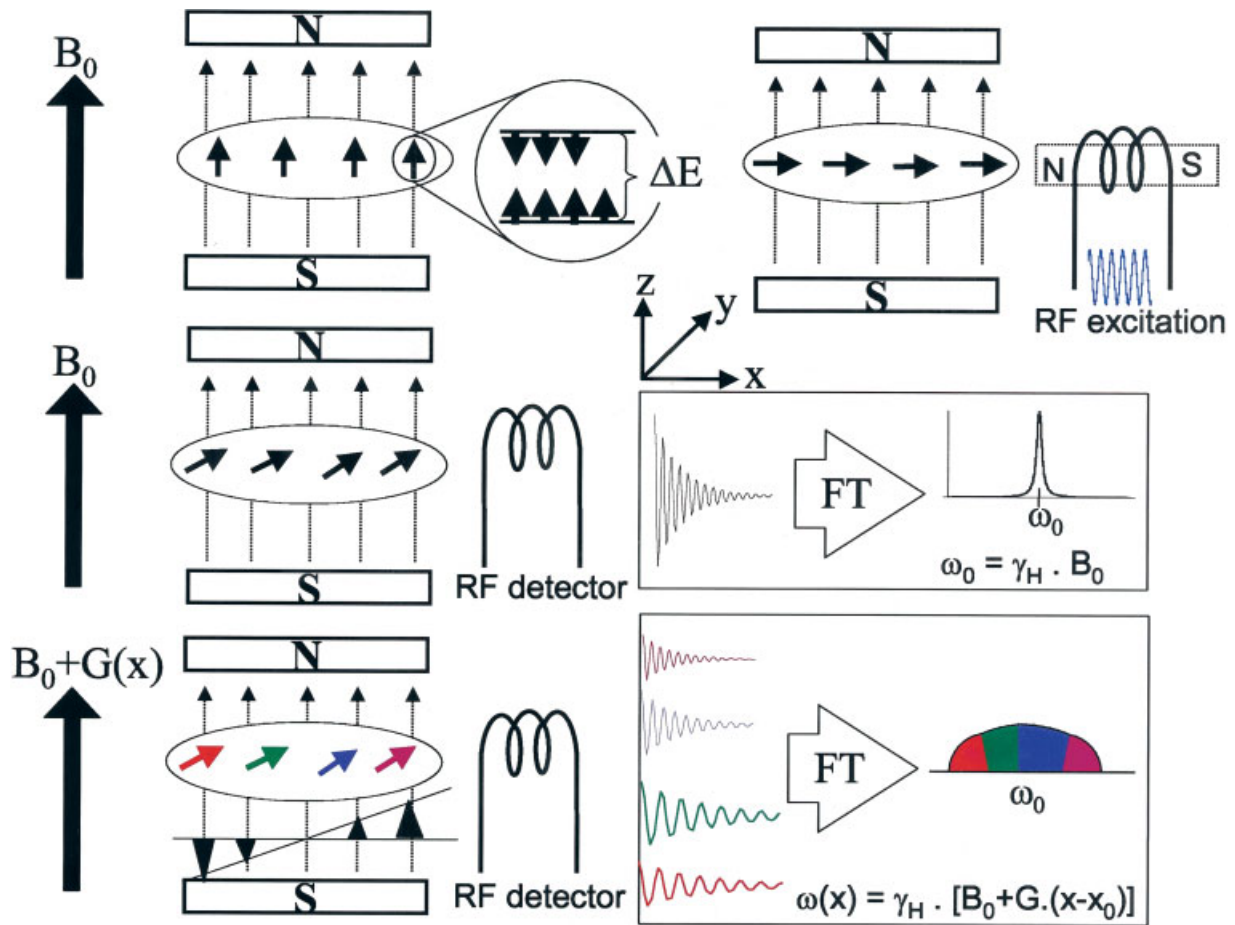 N
B₀
ΔE
S
N
N
S
S
RF excitation
z
y
x
N
B₀
S
RF detector
FT
ω₀
ω₀ = γH . B₀
N
B₀+G(x)
S
RF detector
FT
ω₀
ω(x) = γH . [B₀+G.(x-x₀)]